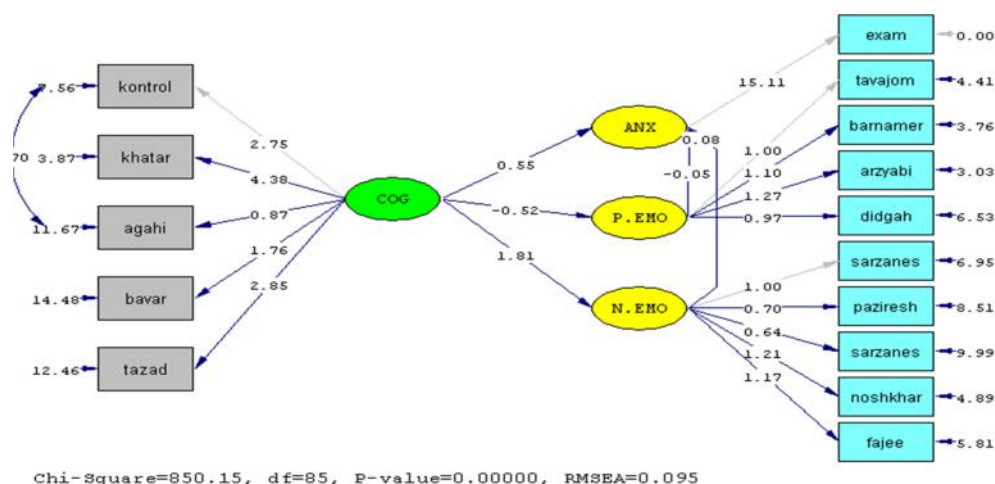 exam 0.00
15.11
tavajom 4.41
7.56 kontrol
barnamer 3.76
ANX 0.08
2.75
1.00
70 3.87 khatar
0.55
1.10
-0.05
arzyabi 3.03
4.38
1.27
COG
0.87
-0.52
P.EMO
0.97
didgah 6.53
11.67 agahi
1.76
1.81
sarzanes 6.95
2.85
1.00
14.48 bavar
N.EMO
0.70
paziresh 8.51
0.64
sarzanes 9.99
12.46 tazad
1.21
1.17
noshkhar 4.89
fajee 5.81
Chi-Square=850.15, df=85, P-value=0.00000, RMSEA=0.095